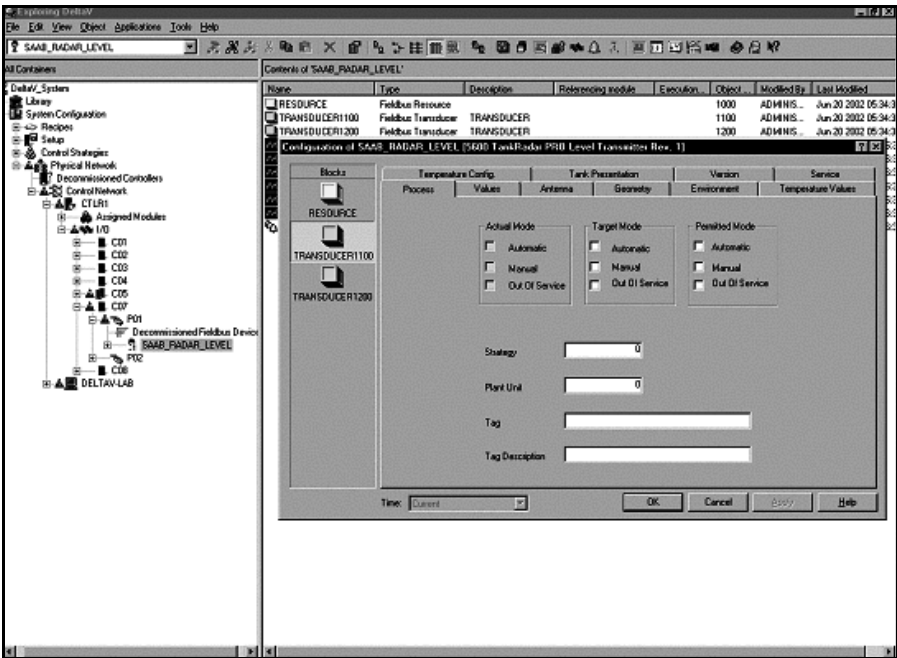 Exploring DeltaV
File Edit View Object Applications Tools Help
SAAB_RADAR_LEVEL
All Containers
Contents of 'SAAB_RADAR_LEVEL'
DeltaV_System
Library
System Configuration
Recipes
Setup
Control Strategies
Physical Network
Decommissioned Controllers
Control Network
CTLR1
Assigned Modules
I/O
C01
C02
C03
C04
C05
C07
P01
Decommissioned Fieldbus Device
SAAB_RADAR_LEVEL
P02
C08
DELTAV-LAB
Name Type Description Referencing module Execution... Object ... Modified By Last Modified
RESOURCE Fieldbus Resource 1000 ADMINIS... Jun 20 2002 05:34:3
TRANSDUCER1100 Fieldbus Transducer TRANSDUCER 1100 ADMINIS... Jun 20 2002 05:34:3
TRANSDUCER1200 Fieldbus Transducer TRANSDUCER 1200 ADMINIS... Jun 20 2002 05:34:3
Configuration of SAAB_RADAR_LEVEL [5600 TankRadar PRO Level Transmitter Rev. 1]
Blocks
RESOURCE
TRANSDUCER1100
TRANSDUCER1200
Temperature Config. Tank Presentation Version Service
Process Values Antenna Geometry Environment Temperature Values
Actual Mode Target Mode Permitted Mode
Automatic Automatic Automatic
Manual Manual Manual
Out Of Service Out Of Service Out Of Service
Strategy 0
Plant Unit 0
Tag
Tag Description
Time: Current
OK Cancel Apply Help